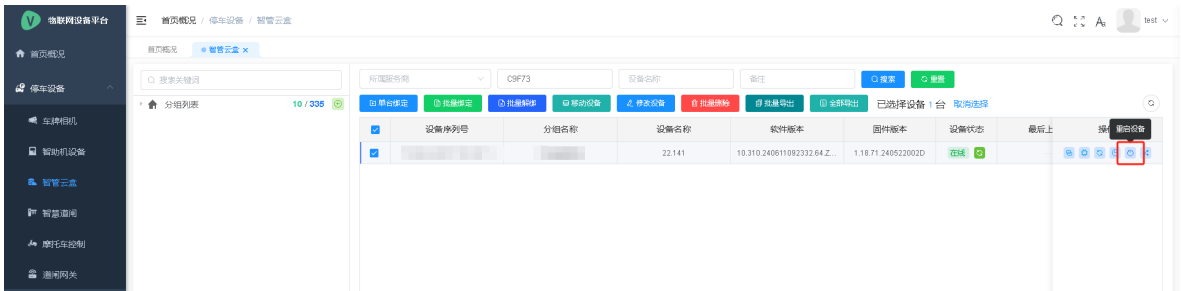 V 物联网设备平台
首页概况 / 停车设备 / 智管云盒
test
首页概况
停车设备
车牌相机
智助机设备
智管云盒
智慧道闸
摩托车控制
道闸网关
首页概况
智管云盒 ×
搜索关键词
分组列表 10 / 335
所属服务商 C9F73 设备名称 备注 搜索 重置
单台绑定 批量绑定 批量解绑 移动设备 修改设备 批量删除 批量导出 全部导出 已选择设备 1 台 取消选择
设备序列号 分组名称 设备名称 软件版本 固件版本 设备状态 最后上 操
重启设备
22.141 10.310.240611092332.64.Z... 1.18.71.240522002D 在线